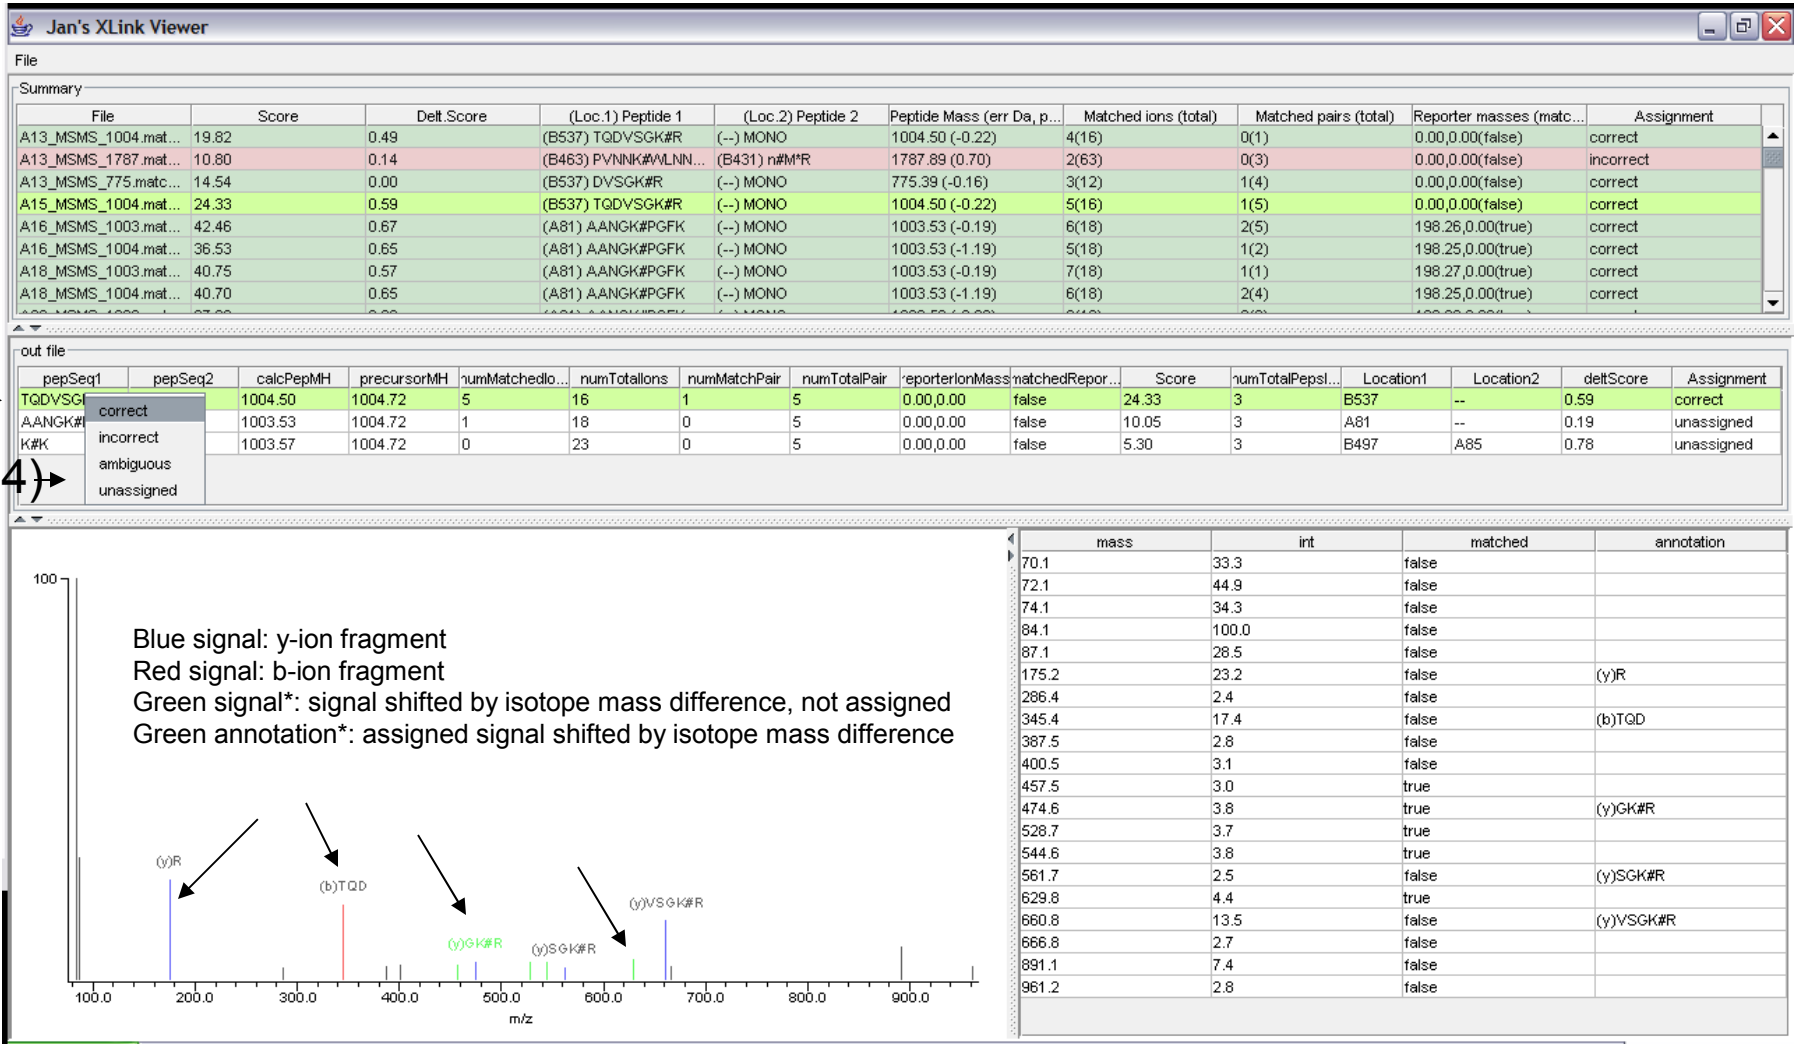 Jan's XLink Viewer
File
Summary
File Score Delt.Score (Loc.1) Peptide 1 (Loc.2) Peptide 2 Peptide Mass (err Da, p... Matched ions (total) Matched pairs (total) Reporter masses (matc... Assignment
A13_MSMS_1004.mat... 19.82 0.49 (B537) TQDVSGK#R (--) MONO 1004.50 (-0.22) 4(16) 0(1) 0.00,0.00(false) correct
A13_MSMS_1787.mat... 10.80 0.14 (B463) PVNNK#WLNN... (B431) n#M*R 1787.89 (0.70) 2(63) 0(3) 0.00,0.00(false) incorrect
A13_MSMS_775.matc... 14.54 0.00 (B537) DVSGK#R (--) MONO 775.39 (-0.16) 3(12) 1(4) 0.00,0.00(false) correct
A15_MSMS_1004.mat... 24.33 0.59 (B537) TQDVSGK#R (--) MONO 1004.50 (-0.22) 5(16) 1(5) 0.00,0.00(false) correct
A16_MSMS_1003.mat... 42.46 0.67 (A81) AANGK#PGFK (--) MONO 1003.53 (-0.19) 6(18) 2(5) 198.26,0.00(true) correct
A16_MSMS_1004.mat... 36.53 0.65 (A81) AANGK#PGFK (--) MONO 1003.53 (-1.19) 5(18) 1(2) 198.25,0.00(true) correct
A18_MSMS_1003.mat... 40.75 0.57 (A81) AANGK#PGFK (--) MONO 1003.53 (-0.19) 7(18) 1(1) 198.27,0.00(true) correct
A18_MSMS_1004.mat... 40.70 0.65 (A81) AANGK#PGFK (--) MONO 1003.53 (-1.19) 6(18) 2(4) 198.25,0.00(true) correct
out file
pepSeq1 pepSeq2 calcPepMH precursorMH numMatchedIo... numTotalIons numMatchPair numTotalPair reporterIonMass matchedRepor... Score numTotalPepsI... Location1 Location2 deltScore Assignment
TQDVSG 1004.50 1004.72 5 16 1 5 0.00,0.00 false 24.33 3 B537 -- 0.59 correct
AANGK# 1003.53 1004.72 1 18 0 5 0.00,0.00 false 10.05 3 A81 -- 0.19 unassigned
K#K 1003.57 1004.72 0 23 0 5 0.00,0.00 false 5.30 3 B497 A85 0.78 unassigned
correct
incorrect
ambiguous
unassigned
4)
100
Blue signal: y-ion fragment
Red signal: b-ion fragment
Green signal*: signal shifted by isotope mass difference, not assigned
Green annotation*: assigned signal shifted by isotope mass difference
(y)R
(b)TQD
(y)GK#R
(y)SGK#R
(y)VSGK#R
100.0 200.0 300.0 400.0 500.0 600.0 700.0 800.0 900.0
m/z
mass int matched annotation
70.1 33.3 false
72.1 44.9 false
74.1 34.3 false
84.1 100.0 false
87.1 28.5 false
175.2 23.2 false (y)R
286.4 2.4 false
345.4 17.4 false (b)TQD
387.5 2.8 false
400.5 3.1 false
457.5 3.0 true
474.6 3.8 true (y)GK#R
528.7 3.7 true
544.6 3.8 true
561.7 2.5 false (y)SGK#R
629.8 4.4 true
660.8 13.5 false (y)VSGK#R
666.8 2.7 false
891.1 7.4 false
961.2 2.8 false